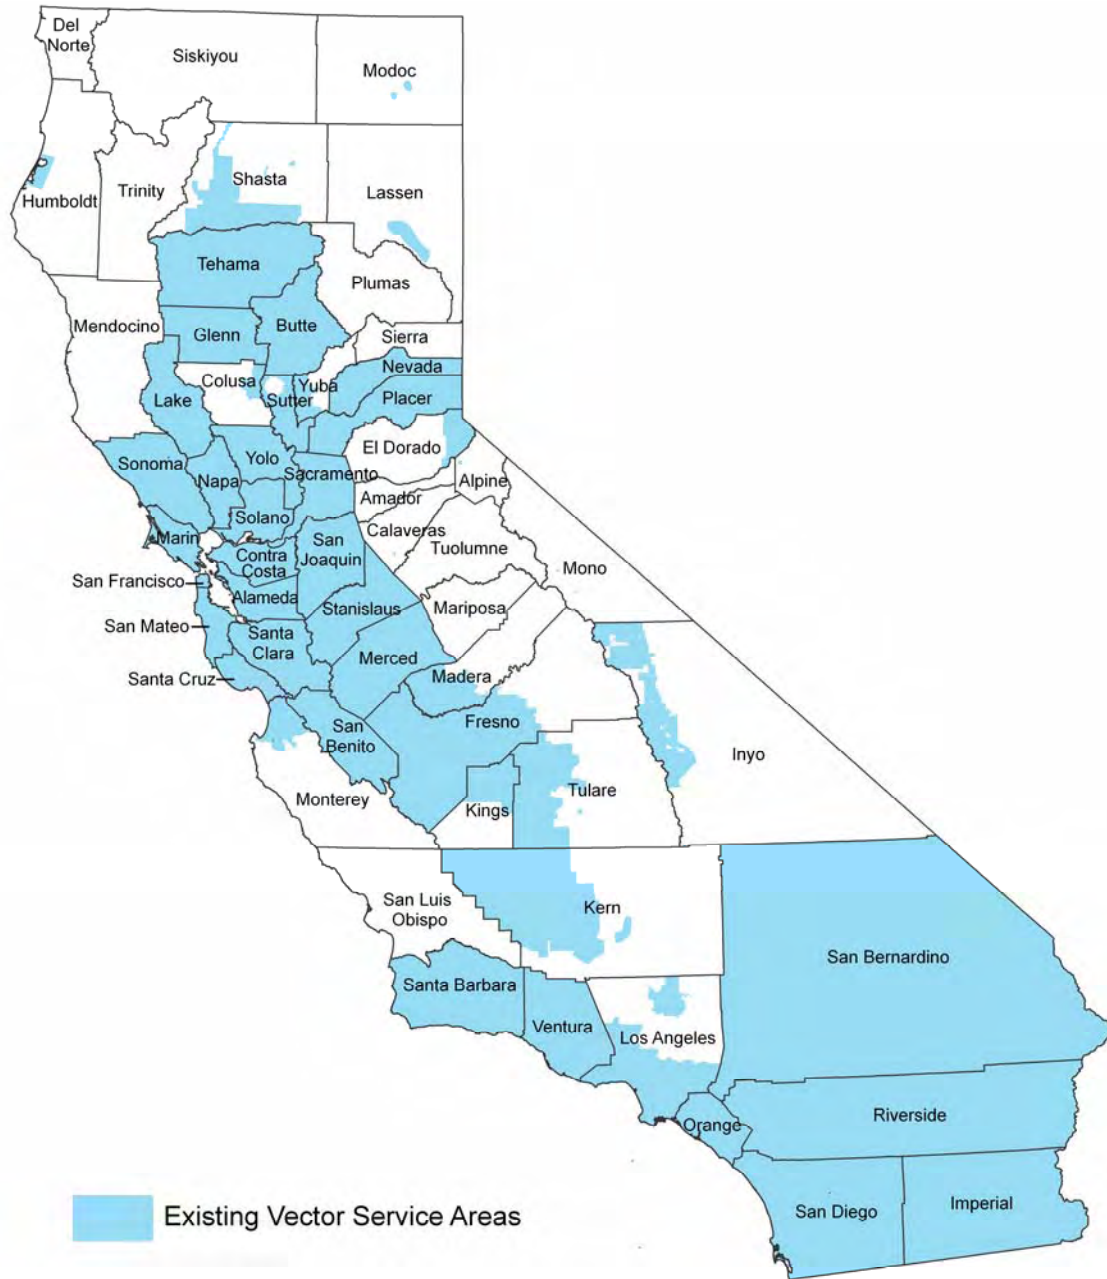 Del
Norte
Siskiyou
Modoc
Humboldt
Trinity
Shasta
Lassen
Tehama
Plumas
Mendocino
Glenn
Butte
Sierra
Nevada
Colusa
Yuba
Lake
Sutter
Placer
El Dorado
Sonoma
Napa
Yolo
Sacramento
Alpine
Amador
Solano
Calaveras
Marin
Contra
Costa
San
Joaquin
Tuolumne
Mono
San Francisco
Alameda
Stanislaus
Mariposa
San Mateo
Santa
Clara
Merced
Santa Cruz
Madera
Fresno
San
Benito
Inyo
Monterey
Kings
Tulare
San Luis
Obispo
Kern
San Bernardino
Santa Barbara
Ventura
Los Angeles
Orange
Riverside
San Diego
Imperial
Existing Vector Service Areas